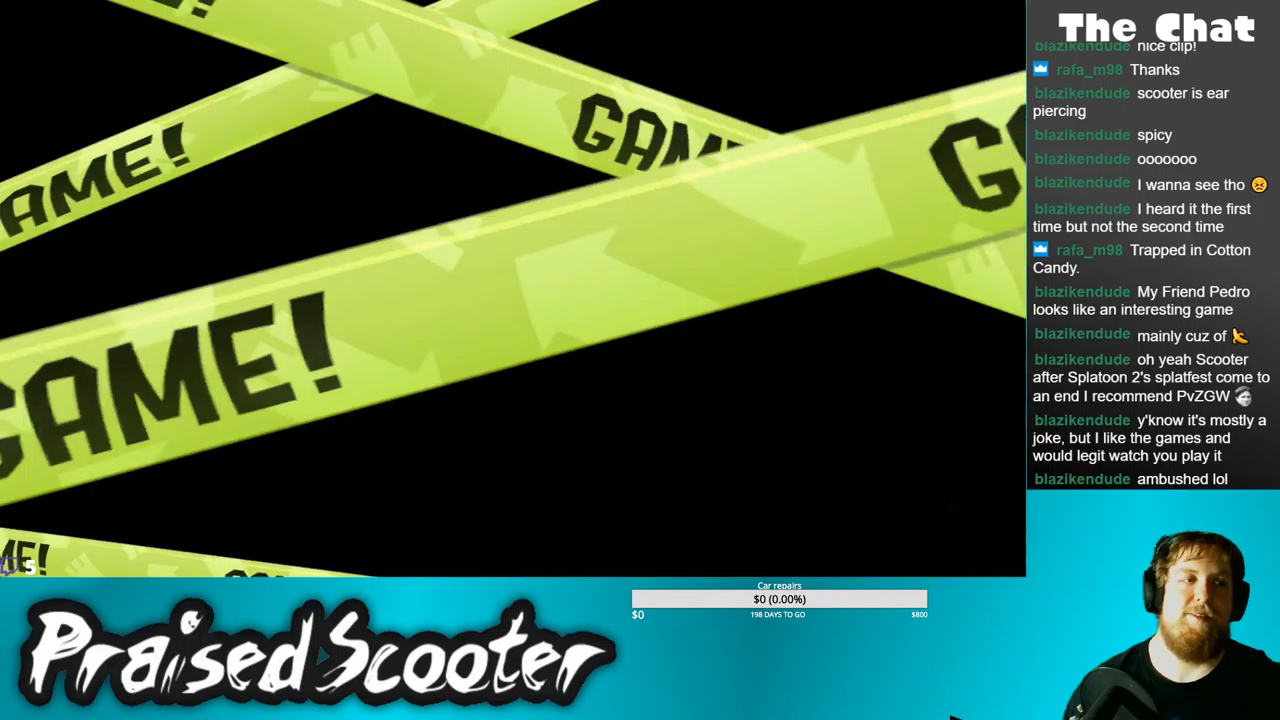 GAME!
GAME!
The Chat
blazikendude nice clip!
rafa_m98 Thanks
blazikendude scooter is ear
piercing
blazikendude spicy
blazikendude ooooooo
blazikendude I wanna see tho
blazikendude I heard it the first
time but not the second time
rafa_m98 Trapped in Cotton
Candy.
blazikendude My Friend Pedro
looks like an interesting game
blazikendude mainly cuz of
blazikendude oh yeah Scooter
after Splatoon 2's splatfest come to
an end I recommend PvZGW
blazikendude y'know it's mostly a
joke, but I like the games and
would legit watch you play it
blazikendude ambushed lol
5
Car repairs
$0 (0.00%)
$0 198 DAYS TO GO $800
PraisedScooter